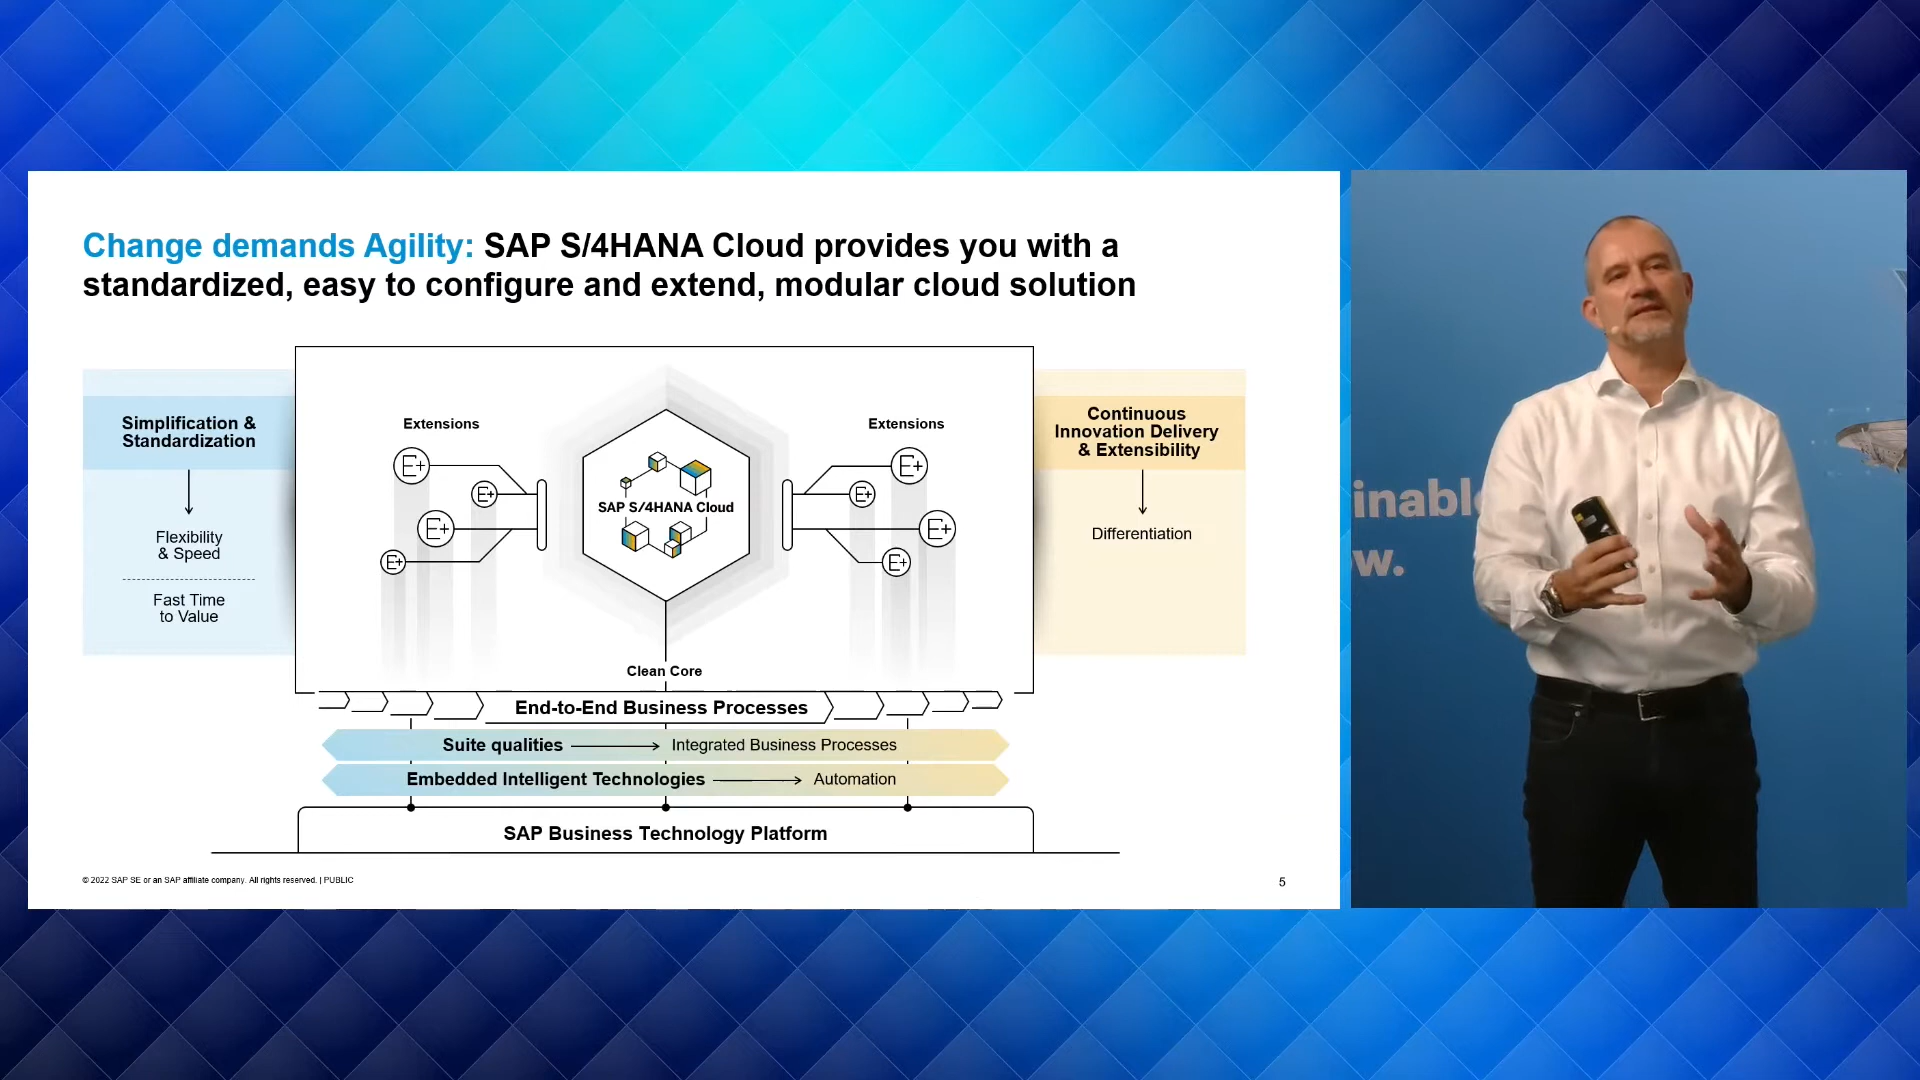 Change demands Agility: SAP S/4HANA Cloud provides you with a
standardized, easy to configure and extend, modular cloud solution
Simplification &
Standardization
Flexibility
& Speed
Fast Time
to Value
Extensions
E+
E+
E+
E+
SAP S/4HANA Cloud
Clean Core
Extensions
E+
E+
E+
E+
Continuous
Innovation Delivery
& Extensibility
Differentiation
End-to-End Business Processes
Suite qualities
Integrated Business Processes
Embedded Intelligent Technologies
Automation
SAP Business Technology Platform
© 2022 SAP SE or an SAP affiliate company. All rights reserved. | PUBLIC
5
inable
w.